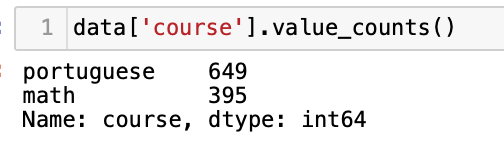 1 data['course'].value_counts()
portuguese    649
math          395
Name: course, dtype: int64